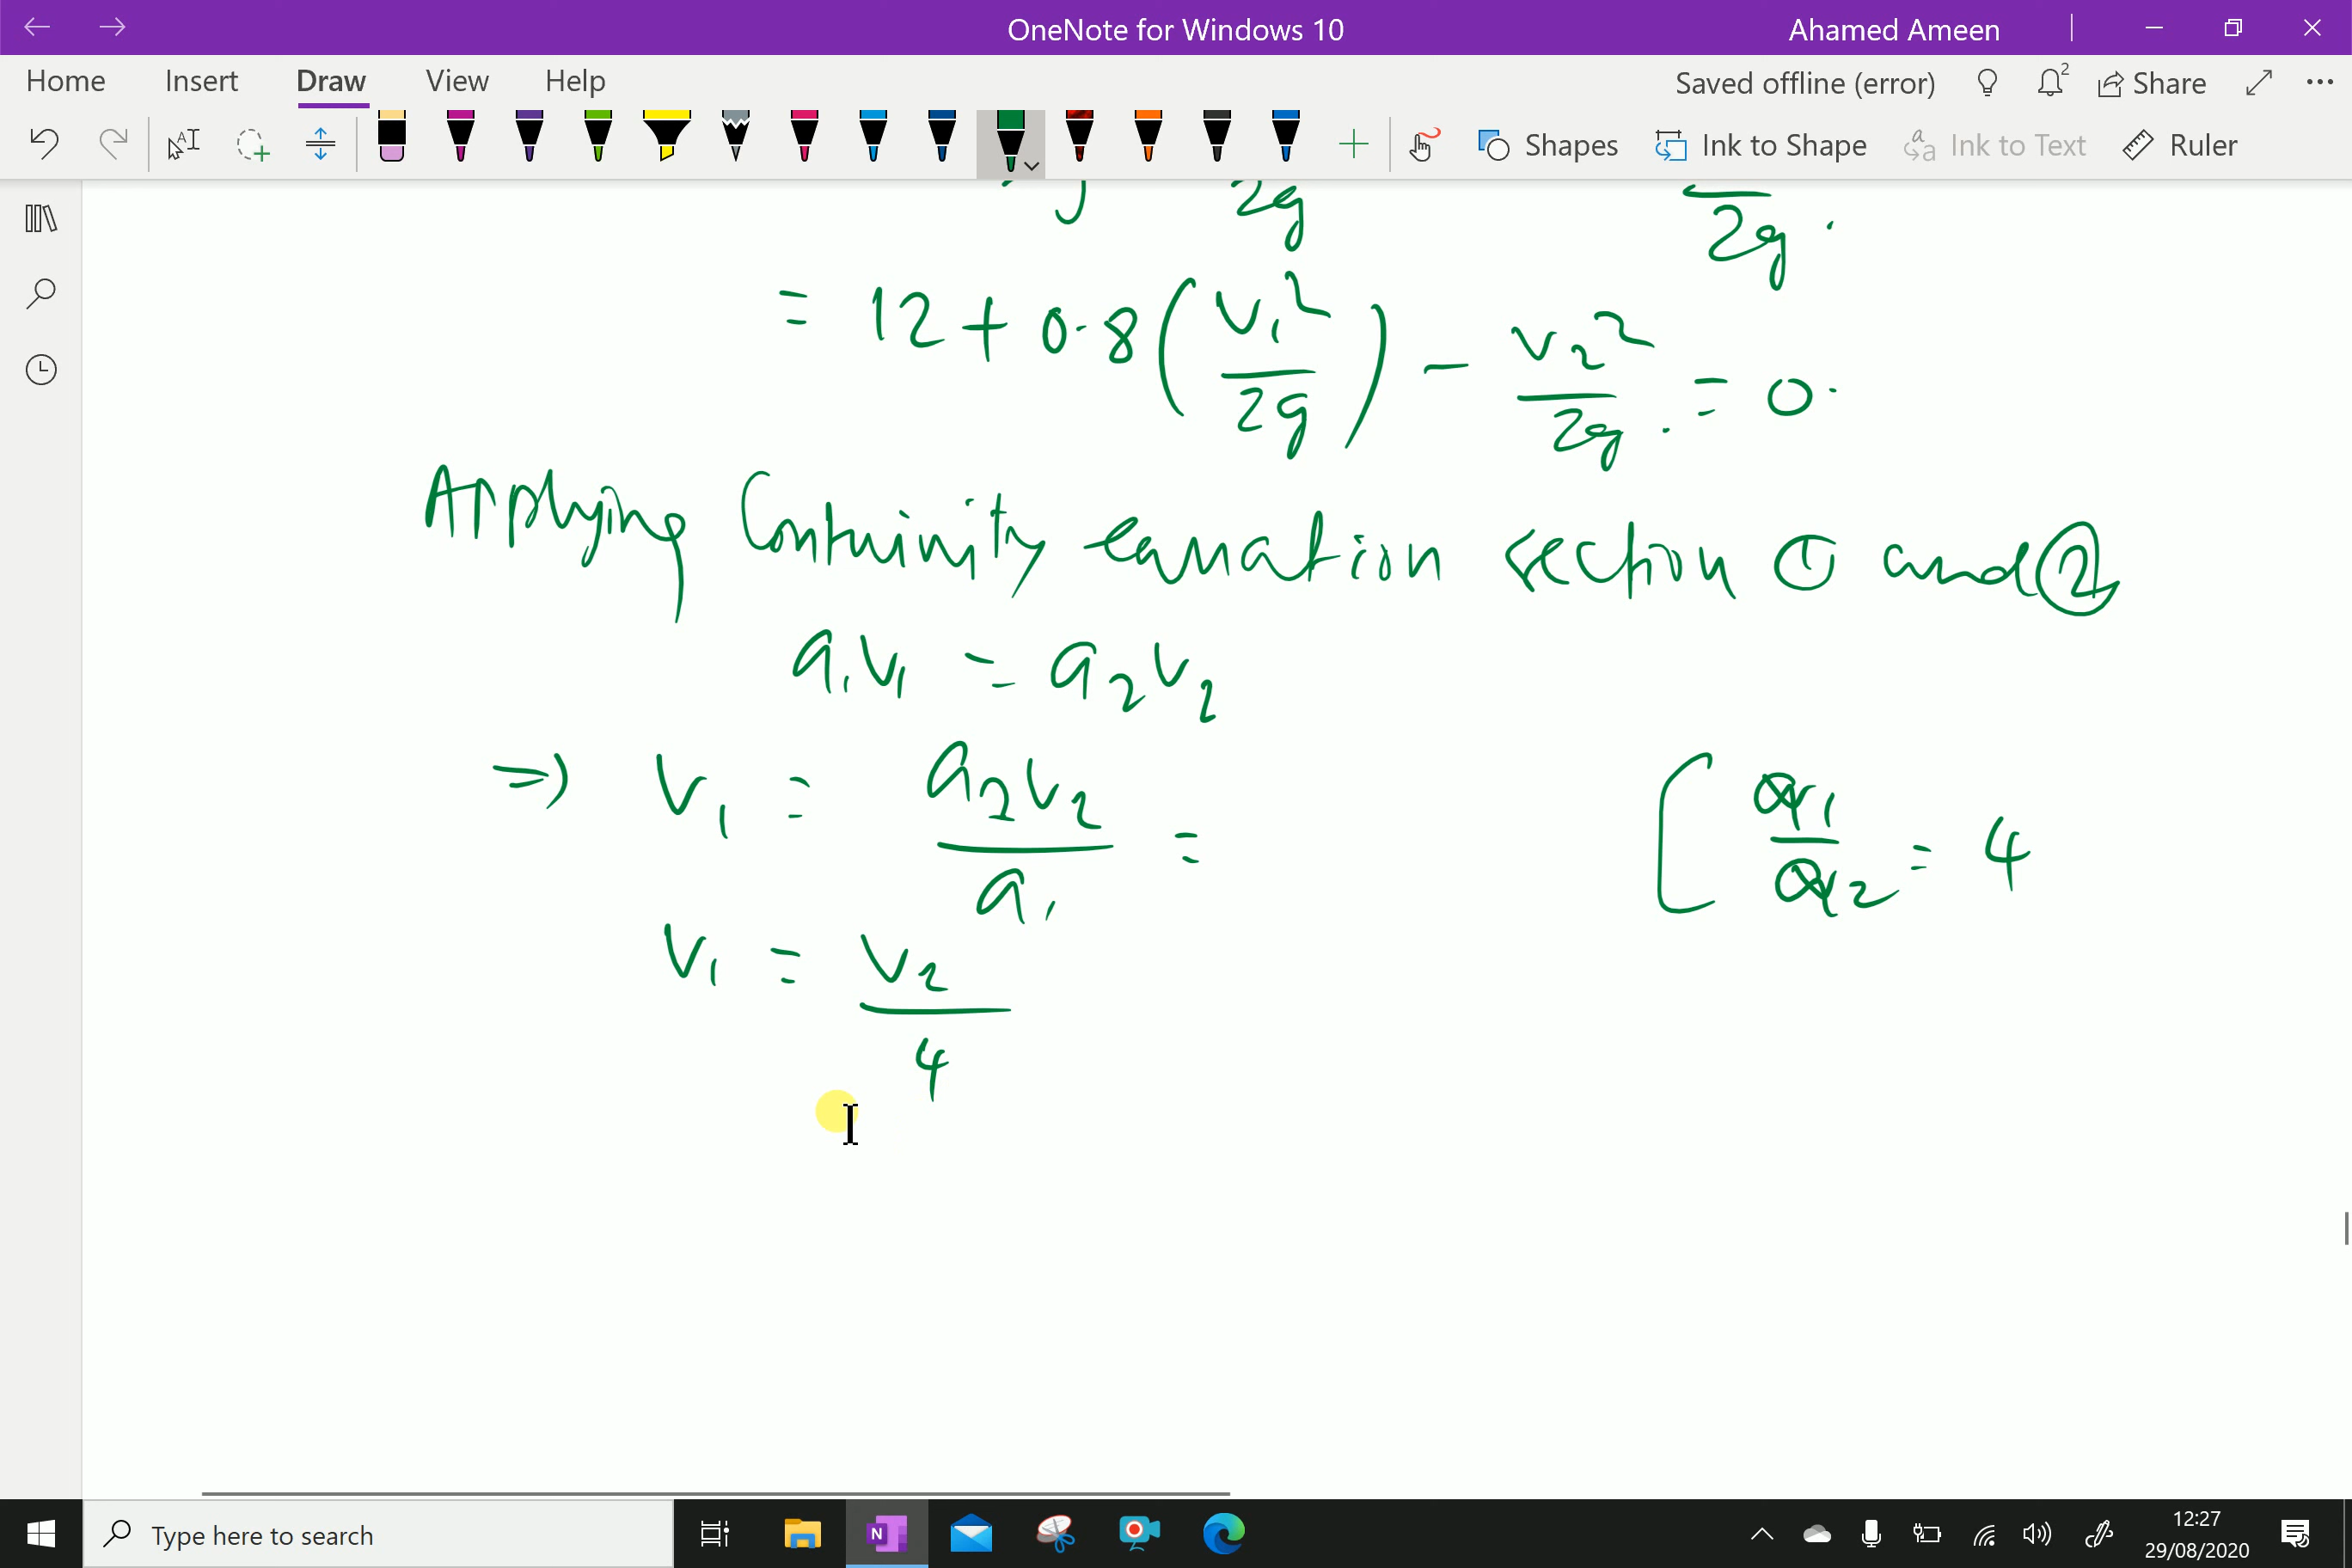 OneNote for Windows 10
Ahamed Ameen
Home Insert Draw View Help
Saved offline (error) 2 Share
Shapes Ink to Shape Ink to Text Ruler
2g 2g.
= 12 + 0.8 (v₁²/2g) - v₂²/2g. = 0.
Applying Continuity equation section ① and ②
a₁v₁ = a₂v₂
=> v₁ = a₂v₂/a₁ =
[ a₁/a₂ = 4
v₁ = v₂/4
Type here to search
12:27
29/08/2020